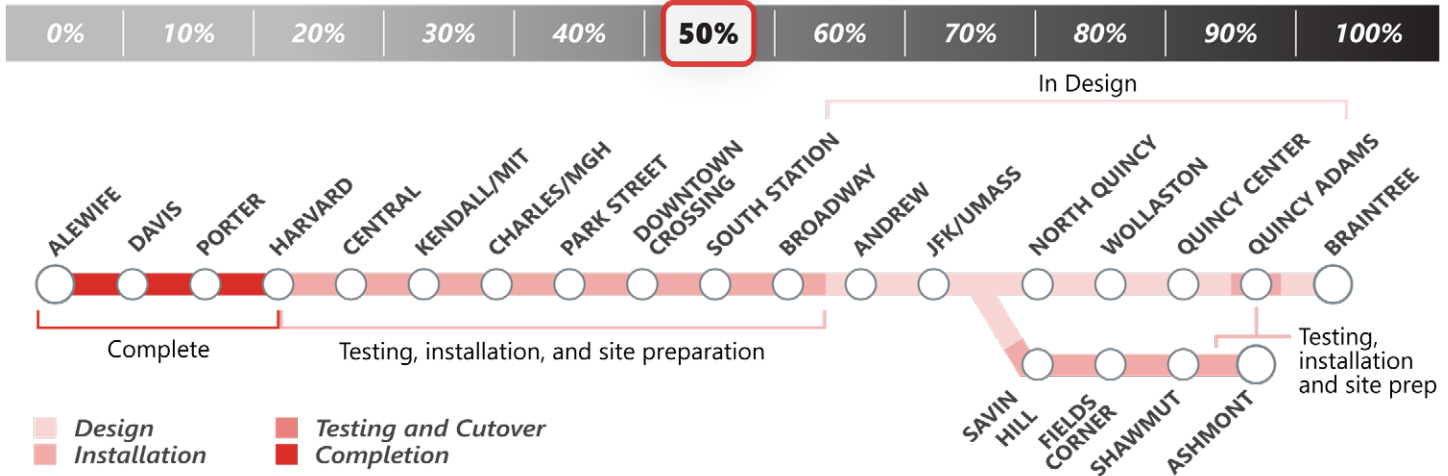 0% 10% 20% 30% 40% 50% 60% 70% 80% 90% 100%
In Design
ALEWIFE
DAVIS
PORTER
HARVARD
CENTRAL
KENDALL/MIT
CHARLES/MGH
PARK STREET
DOWNTOWN
CROSSING
SOUTH STATION
BROADWAY
ANDREW
JFK/UMASS
NORTH QUINCY
WOLLASTON
QUINCY CENTER
QUINCY ADAMS
BRAINTREE
Complete
Testing, installation, and site preparation
Testing,
installation
and site prep
SAVIN
HILL
FIELDS
CORNER
SHAWMUT
ASHMONT
Design
Installation
Testing and Cutover
Completion